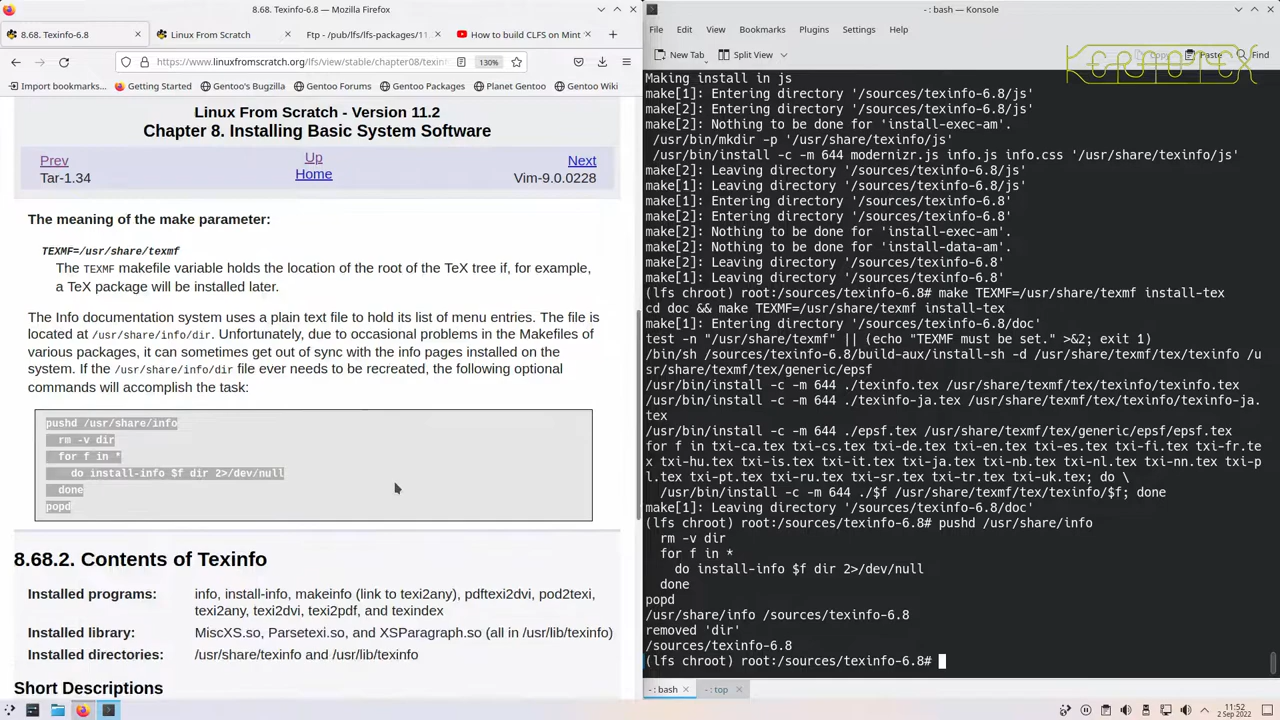 8.68. Texinfo-6.8 — Mozilla Firefox
8.68. Texinfo-6.8
Linux From Scratch
Ftp - /pub/lfs/lfs-packages/11
How to build CLFS on Mint
https://www.linuxfromscratch.org/lfs/view/stable/chapter08/texinf
130%
Import bookmarks...
Getting Started
Gentoo's Bugzilla
Gentoo Forums
Gentoo Packages
Planet Gentoo
Gentoo Wiki
Linux From Scratch - Version 11.2
Chapter 8. Installing Basic System Software
Prev
Up
Next
Tar-1.34
Home
Vim-9.0.0228
The meaning of the make parameter:
TEXMF=/usr/share/texmf
The TEXMF makefile variable holds the location of the root of the TeX tree if, for example,
a TeX package will be installed later.
The Info documentation system uses a plain text file to hold its list of menu entries. The file is
located at /usr/share/info/dir. Unfortunately, due to occasional problems in the Makefiles of
various packages, it can sometimes get out of sync with the info pages installed on the
system. If the /usr/share/info/dir file ever needs to be recreated, the following optional
commands will accomplish the task:
pushd /usr/share/info
rm -v dir
for f in *
do install-info $f dir 2>/dev/null
done
popd
8.68.2. Contents of Texinfo
Installed programs: info, install-info, makeinfo (link to texi2any), pdftexi2dvi, pod2texi,
texi2any, texi2dvi, texi2pdf, and texindex
Installed library: MiscXS.so, Parsetexi.so, and XSParagraph.so (all in /usr/lib/texinfo)
Installed directories: /usr/share/texinfo and /usr/lib/texinfo
Short Descriptions
- : bash — Konsole
File
Edit
View
Bookmarks
Plugins
Settings
Help
New Tab
Split View
Copy
Paste
Find
KERNOTEX
Making install in js
make[1]: Entering directory '/sources/texinfo-6.8/js'
make[2]: Entering directory '/sources/texinfo-6.8/js'
make[2]: Nothing to be done for 'install-exec-am'.
/usr/bin/mkdir -p '/usr/share/texinfo/js'
/usr/bin/install -c -m 644 modernizr.js info.js info.css '/usr/share/texinfo/js'
make[2]: Leaving directory '/sources/texinfo-6.8/js'
make[1]: Leaving directory '/sources/texinfo-6.8/js'
make[1]: Entering directory '/sources/texinfo-6.8'
make[2]: Entering directory '/sources/texinfo-6.8'
make[2]: Nothing to be done for 'install-exec-am'.
make[2]: Nothing to be done for 'install-data-am'.
make[2]: Leaving directory '/sources/texinfo-6.8'
make[1]: Leaving directory '/sources/texinfo-6.8'
(lfs chroot) root:/sources/texinfo-6.8# make TEXMF=/usr/share/texmf install-tex
cd doc && make TEXMF=/usr/share/texmf install-tex
make[1]: Entering directory '/sources/texinfo-6.8/doc'
test -n "/usr/share/texmf" || (echo "TEXMF must be set." >&2; exit 1)
/bin/sh /sources/texinfo-6.8/build-aux/install-sh -d /usr/share/texmf/tex/texinfo /u
sr/share/texmf/tex/generic/epsf
/usr/bin/install -c -m 644 ./texinfo.tex /usr/share/texmf/tex/texinfo/texinfo.tex
/usr/bin/install -c -m 644 ./texinfo-ja.tex /usr/share/texmf/tex/texinfo/texinfo-ja.
tex
/usr/bin/install -c -m 644 ./epsf.tex /usr/share/texmf/tex/generic/epsf/epsf.tex
for f in txi-ca.tex txi-cs.tex txi-de.tex txi-en.tex txi-es.tex txi-fi.tex txi-fr.te
x txi-hu.tex txi-is.tex txi-it.tex txi-ja.tex txi-nb.tex txi-nl.tex txi-nn.tex txi-p
l.tex txi-pt.tex txi-ru.tex txi-sr.tex txi-tr.tex txi-uk.tex; do \
/usr/bin/install -c -m 644 ./$f /usr/share/texmf/tex/texinfo/$f; done
make[1]: Leaving directory '/sources/texinfo-6.8/doc'
(lfs chroot) root:/sources/texinfo-6.8# pushd /usr/share/info
rm -v dir
for f in *
do install-info $f dir 2>/dev/null
done
popd
/usr/share/info /sources/texinfo-6.8
removed 'dir'
/sources/texinfo-6.8
(lfs chroot) root:/sources/texinfo-6.8#
- : bash
- : top
11:52
2 Sep 2022